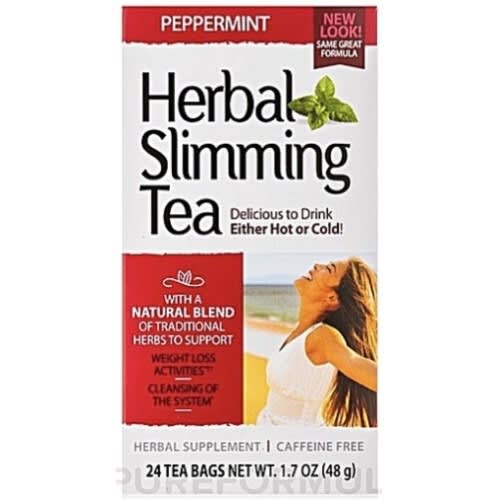 PEPPERMINT
NEW
LOOK!
SAME GREAT
FORMULA
Herbal
Slimming
Tea
Delicious to Drink
Either Hot or Cold!
WITH A
NATURAL BLEND
OF TRADITIONAL
HERBS TO SUPPORT
WEIGHT LOSS
ACTIVITIES*†
CLEANSING OF
THE SYSTEM*
HERBAL SUPPLEMENT | CAFFEINE FREE
24 TEA BAGS NET WT. 1.7 OZ (48 g)
PUREFORMUL